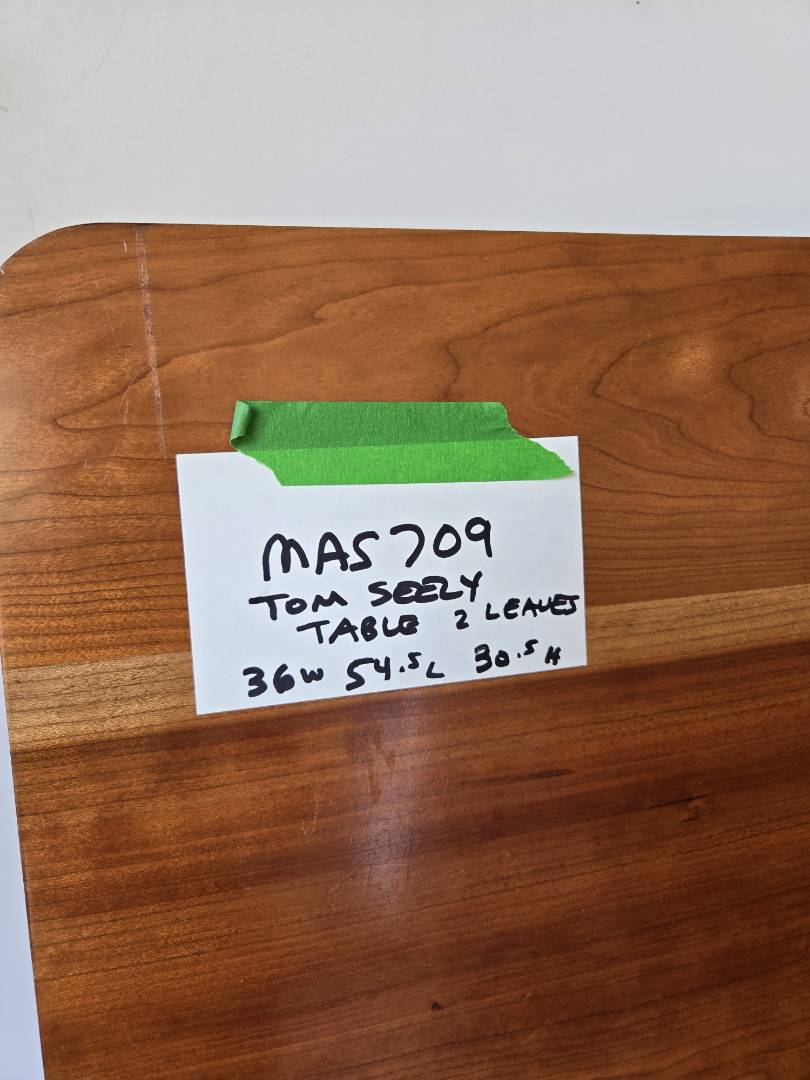 MAS709
TOM SEELY
TABLE 2 LEAVES
36W 54.5L 30.5H